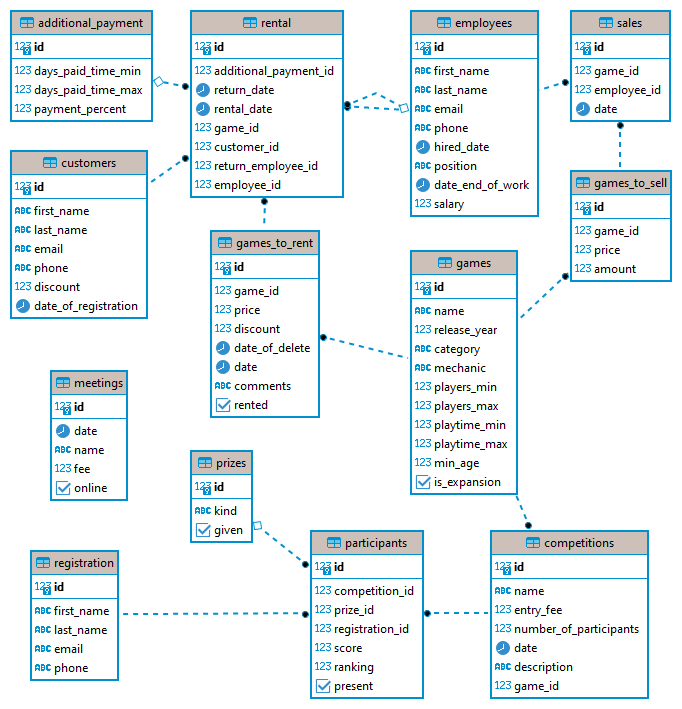 additional_payment
123 id
123 days_paid_time_min
123 days_paid_time_max
123 payment_percent
rental
123 id
123 additional_payment_id
return_date
rental_date
123 game_id
123 customer_id
123 return_employee_id
123 employee_id
employees
123 id
ABC first_name
ABC last_name
ABC email
ABC phone
hired_date
ABC position
date_end_of_work
123 salary
sales
123 id
123 game_id
123 employee_id
date
customers
123 id
ABC first_name
ABC last_name
ABC email
ABC phone
123 discount
date_of_registration
games_to_sell
123 id
123 game_id
123 price
123 amount
games_to_rent
123 id
123 game_id
123 price
123 discount
date_of_delete
date
ABC comments
rented
games
123 id
ABC name
123 release_year
ABC category
ABC mechanic
123 players_min
123 players_max
123 playtime_min
123 playtime_max
123 min_age
is_expansion
meetings
123 id
date
ABC name
123 fee
online
prizes
123 id
ABC kind
given
registration
123 id
ABC first_name
ABC last_name
ABC email
ABC phone
participants
123 id
123 competition_id
123 prize_id
123 registration_id
123 score
123 ranking
present
competitions
123 id
ABC name
123 entry_fee
123 number_of_participants
date
ABC description
123 game_id